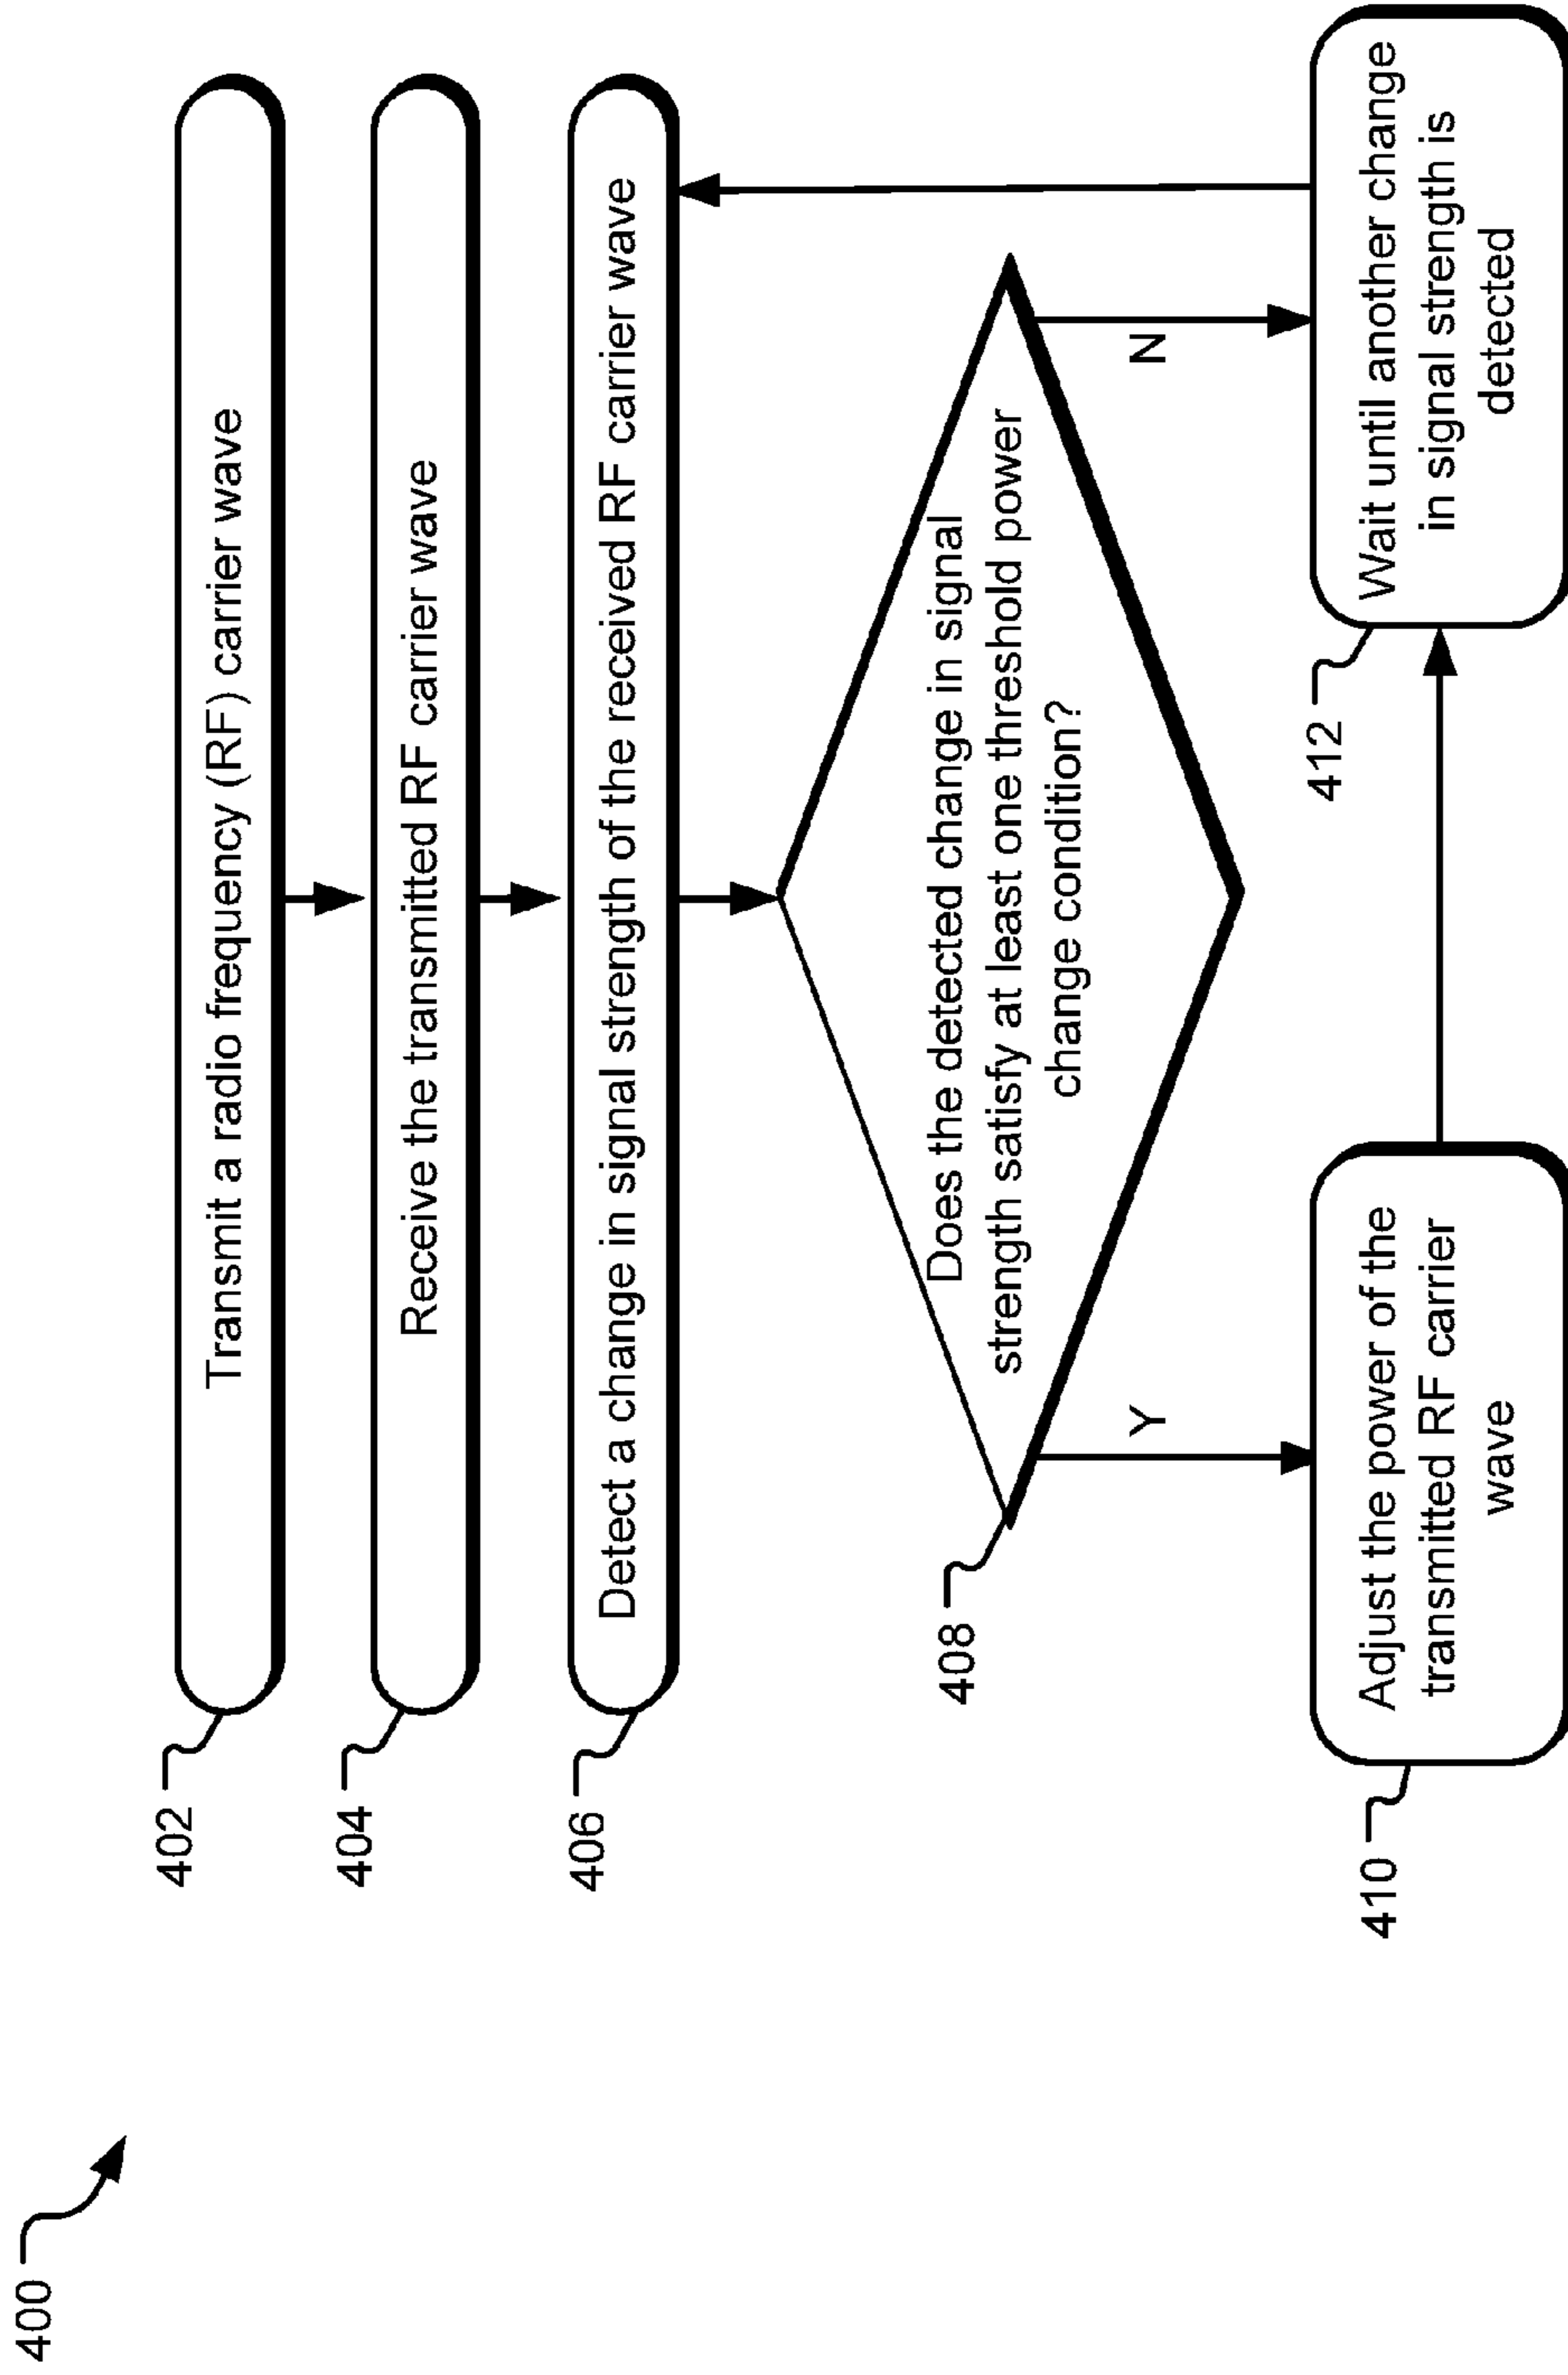 400
402
Transmit a radio frequency (RF) carrier wave
404
Receive the transmitted RF carrier wave
406
Detect a change in signal strength of the received RF carrier wave
408
Does the detected change in signal
strength satisfy at least one threshold power
change condition?
Y
N
410
Adjust the power of the
transmitted RF carrier
wave
412
Wait until another change
in signal strength is
detected